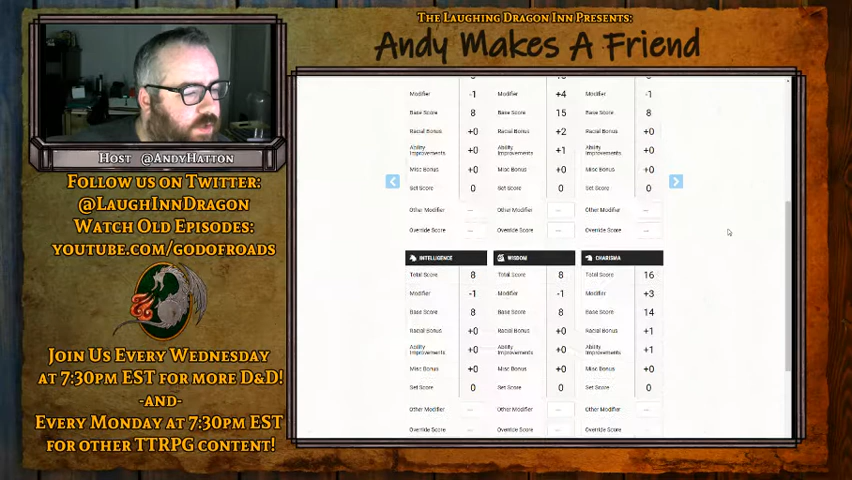 THE LAUGHING DRAGON INN PRESENTS:
Andy Makes A Friend
HOST @ANDYHATTON
FOLLOW US ON TWITTER:
@LAUGHINNDRAGON
WATCH OLD EPISODES:
YOUTUBE.COM/GODOFROADS
JOIN US EVERY WEDNESDAY
AT 7:30PM EST FOR MORE D&D!
-AND-
EVERY MONDAY AT 7:30PM EST
FOR OTHER TTRPG CONTENT!
Modifier -1 Modifier +4 Modifier -1
Base Score 8 Base Score 15 Base Score 8
Racial Bonus +0 Racial Bonus +2 Racial Bonus +0
Ability Improvements +0 Ability Improvements +1 Ability Improvements +0
Misc Bonus +0 Misc Bonus +0 Misc Bonus +0
Set Score 0 Set Score 0 Set Score 0
Other Modifier -- Other Modifier -- Other Modifier --
Override Score -- Override Score -- Override Score --
INTELLIGENCE WISDOM CHARISMA
Total Score 8 Total Score 8 Total Score 16
Modifier -1 Modifier -1 Modifier +3
Base Score 8 Base Score 8 Base Score 14
Racial Bonus +0 Racial Bonus +0 Racial Bonus +1
Ability Improvements +0 Ability Improvements +0 Ability Improvements +1
Misc Bonus +0 Misc Bonus +0 Misc Bonus +0
Set Score 0 Set Score 0 Set Score 0
Other Modifier -- Other Modifier -- Other Modifier --
Override Score -- Override Score -- Override Score --